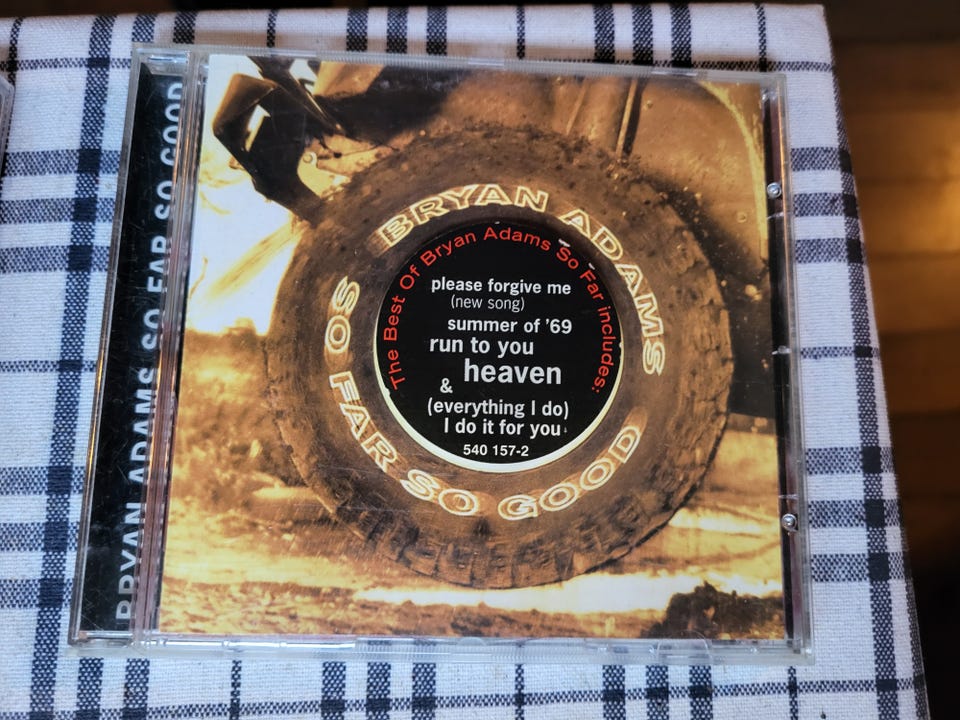 BRYAN ADAMS SO FAR SO GOOD
BRYAN ADAMS
SO FAR SO GOOD
The Best Of Bryan Adams So Far includes:
please forgive me
(new song)
summer of '69
run to you
heaven
&
(everything I do)
I do it for you
540 157-2